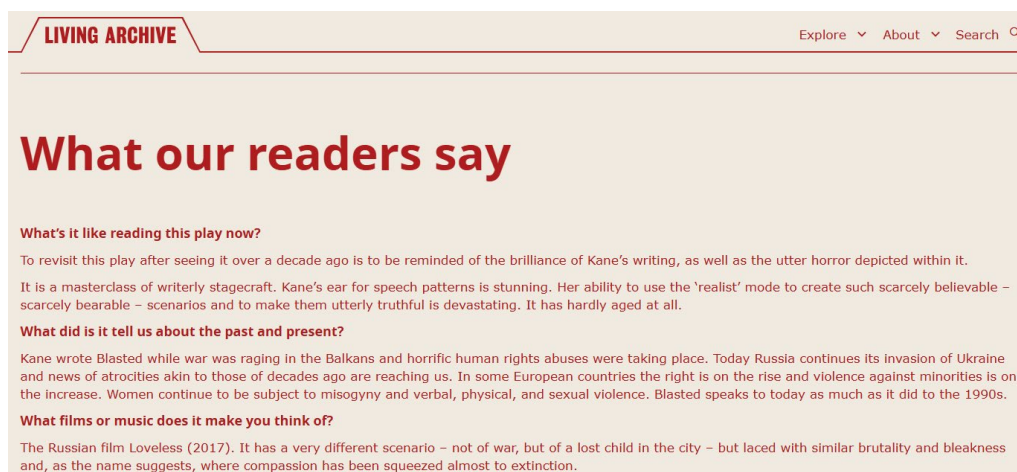 LIVING ARCHIVE
Explore About Search
What our readers say
What's it like reading this play now?
To revisit this play after seeing it over a decade ago is to be reminded of the brilliance of Kane's writing, as well as the utter horror depicted within it.
It is a masterclass of writerly stagecraft. Kane's ear for speech patterns is stunning. Her ability to use the ‘realist’ mode to create such scarcely believable –
scarcely bearable – scenarios and to make them utterly truthful is devastating. It has hardly aged at all.
What did is it tell us about the past and present?
Kane wrote Blasted while war was raging in the Balkans and horrific human rights abuses were taking place. Today Russia continues its invasion of Ukraine
and news of atrocities akin to those of decades ago are reaching us. In some European countries the right is on the rise and violence against minorities is on
the increase. Women continue to be subject to misogyny and verbal, physical, and sexual violence. Blasted speaks to today as much as it did to the 1990s.
What films or music does it make you think of?
The Russian film Loveless (2017). It has a very different scenario – not of war, but of a lost child in the city – but laced with similar brutality and bleakness
and, as the name suggests, where compassion has been squeezed almost to extinction.